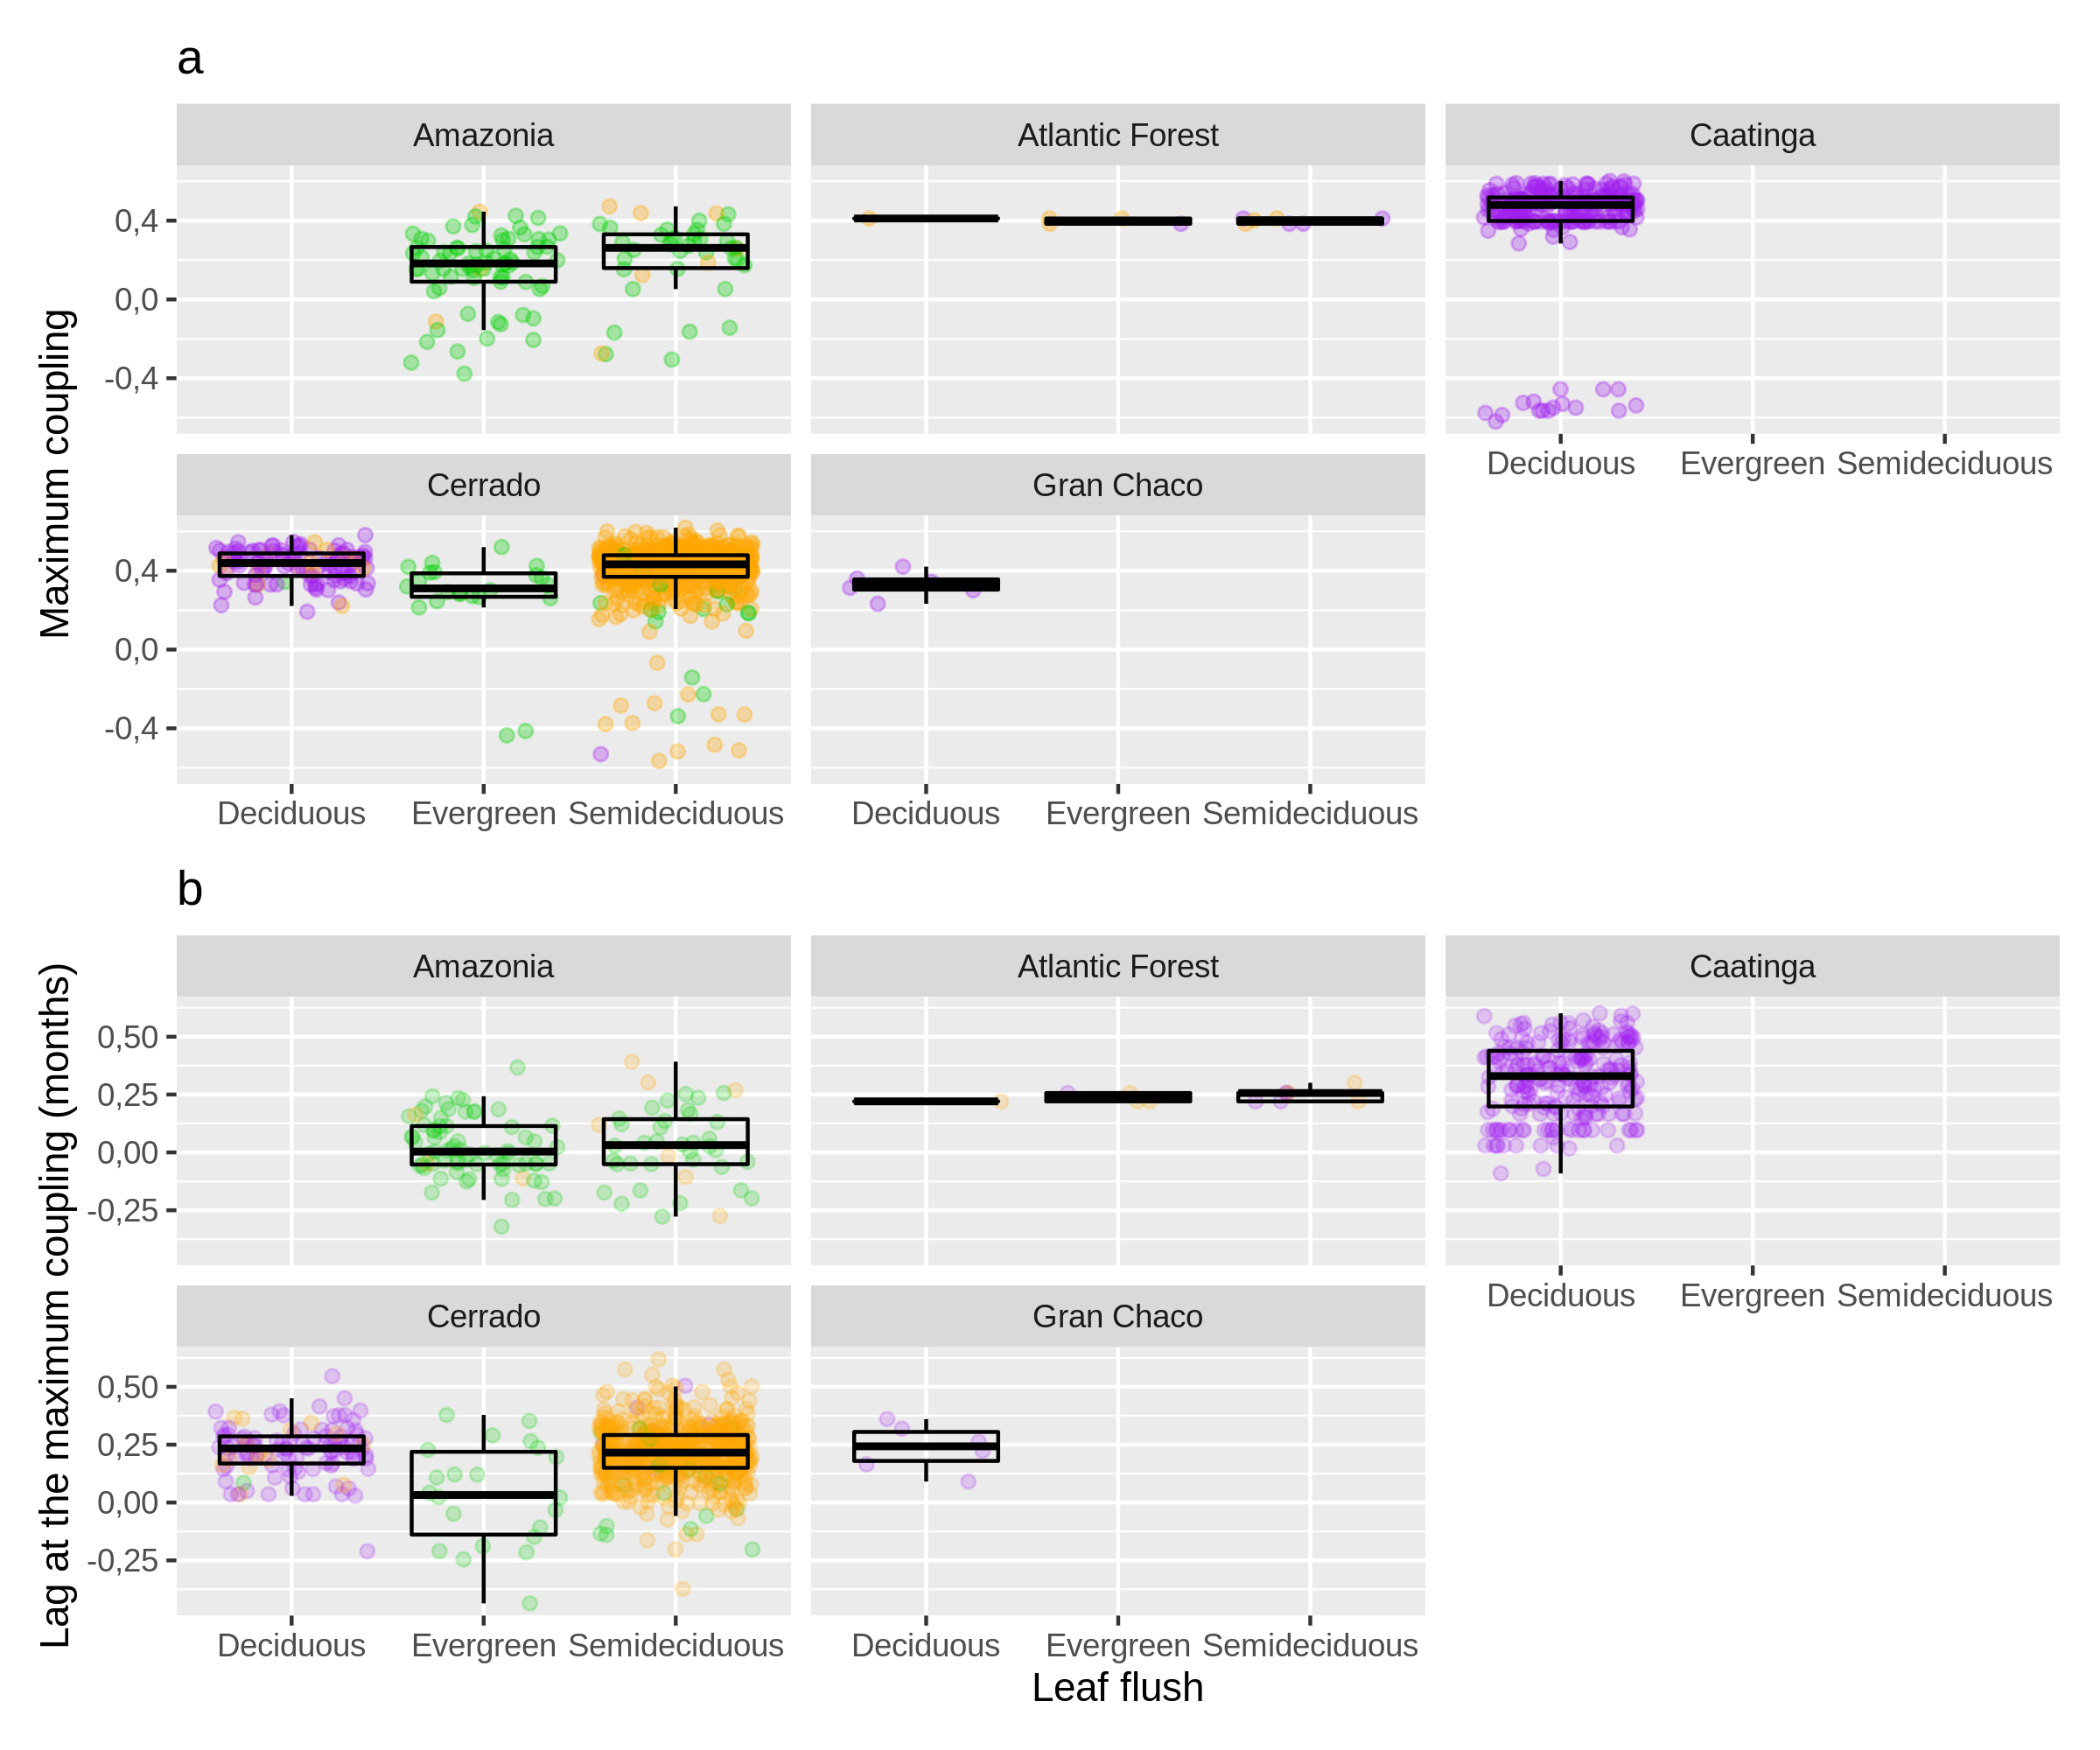 a
Amazonia
Atlantic Forest
Caatinga
Maximum coupling
0,4
0,0
-0,4
Deciduous Evergreen Semideciduous
Cerrado
Gran Chaco
0,4
0,0
-0,4
Deciduous Evergreen Semideciduous
Deciduous Evergreen Semideciduous
b
Amazonia
Atlantic Forest
Caatinga
Lag at the maximum coupling (months)
0,50
0,25
0,00
-0,25
Deciduous Evergreen Semideciduous
Cerrado
Gran Chaco
0,50
0,25
0,00
-0,25
Deciduous Evergreen Semideciduous
Deciduous Evergreen Semideciduous
Leaf flush